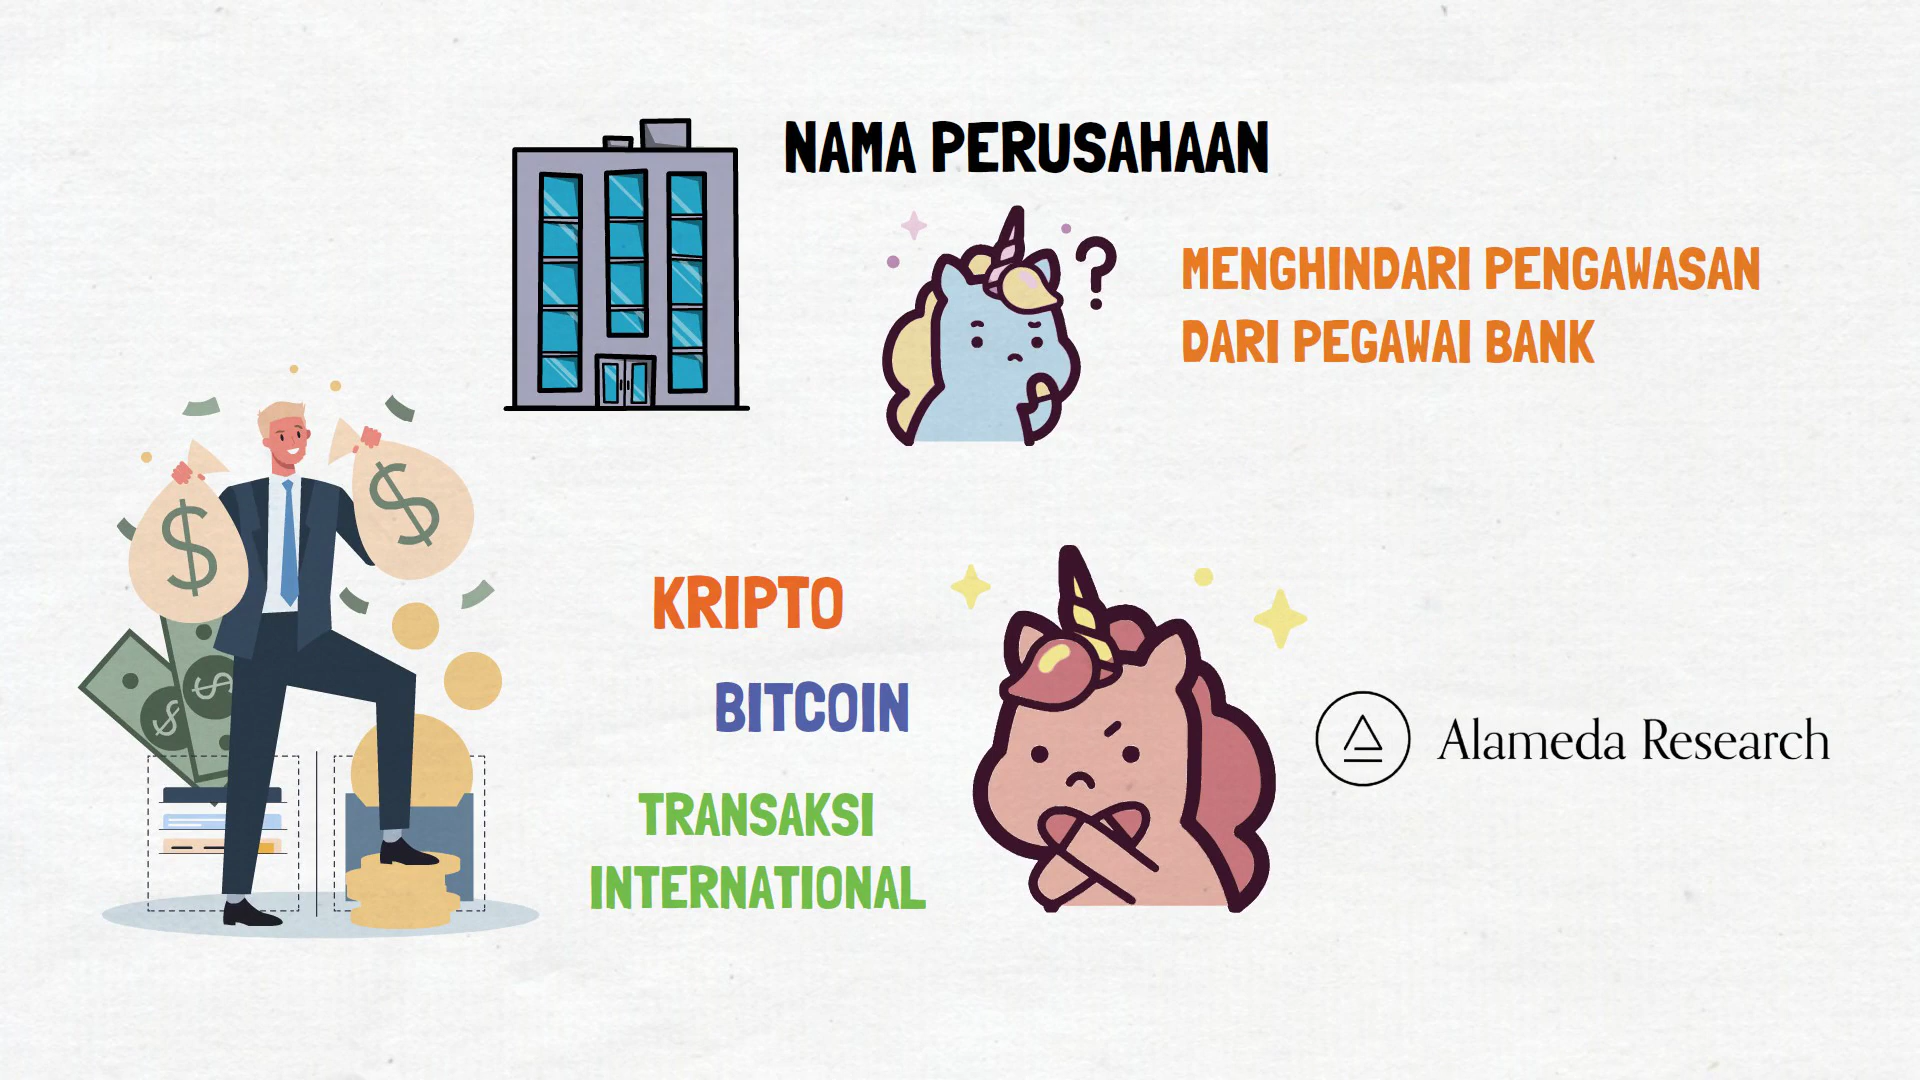 NAMA PERUSAHAAN
MENGHINDARI PENGAWASAN
DARI PEGAWAI BANK
KRIPTO
BITCOIN
TRANSAKSI
INTERNATIONAL
Alameda Research